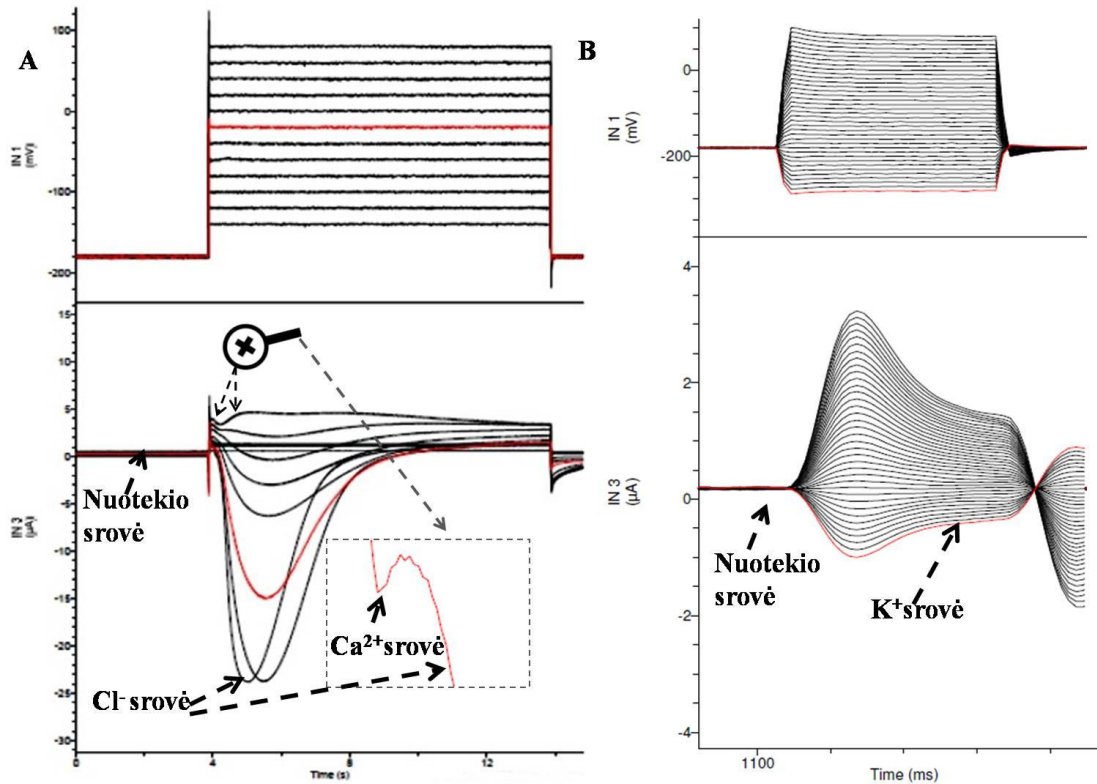 A
IN 1
(mV)
100
0
-100
-200
15
10
5
0
-5
-10
-15
-20
-25
-30
IN 3
(µA)
Nuotekio
srovė
Ca²⁺srovė
Cl⁻srovė
0
4
8
12
Time (s)
B
IN 1
(mV)
0
-200
4
2
0
-2
-4
IN 3
(µA)
Nuotekio
srovė
K⁺srovė
1100
Time (ms)